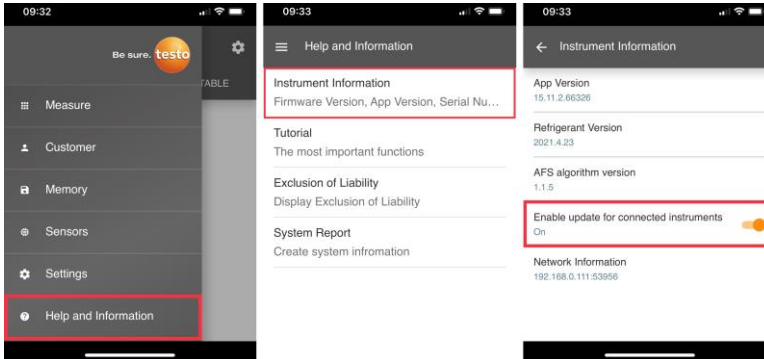 09:32
Be sure. testo
TABLE
Measure
Customer
Memory
Sensors
Settings
Help and Information
09:33
Help and Information
Instrument Information
Firmware Version, App Version, Serial Nu...
Tutorial
The most important functions
Exclusion of Liability
Display Exclusion of Liability
System Report
Create system infromation
09:33
Instrument Information
App Version
15.11.2.66326
Refrigerant Version
2021.4.23
AFS algorithm version
1.1.5
Enable update for connected instruments
On
Network Information
192.168.0.111:53956